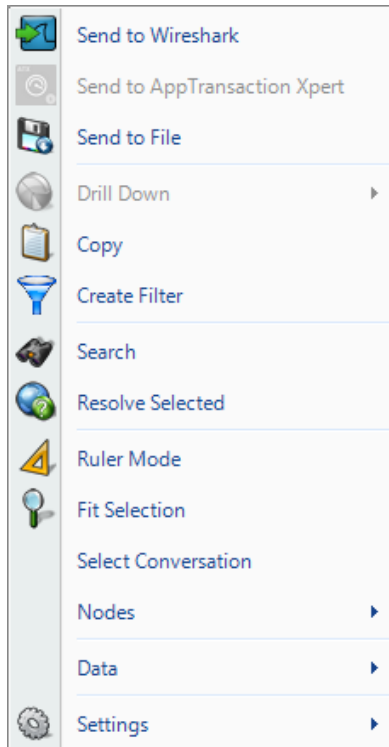 Send to Wireshark
Send to AppTransaction Xpert
Send to File
Drill Down
Copy
Create Filter
Search
Resolve Selected
Ruler Mode
Fit Selection
Select Conversation
Nodes
Data
Settings